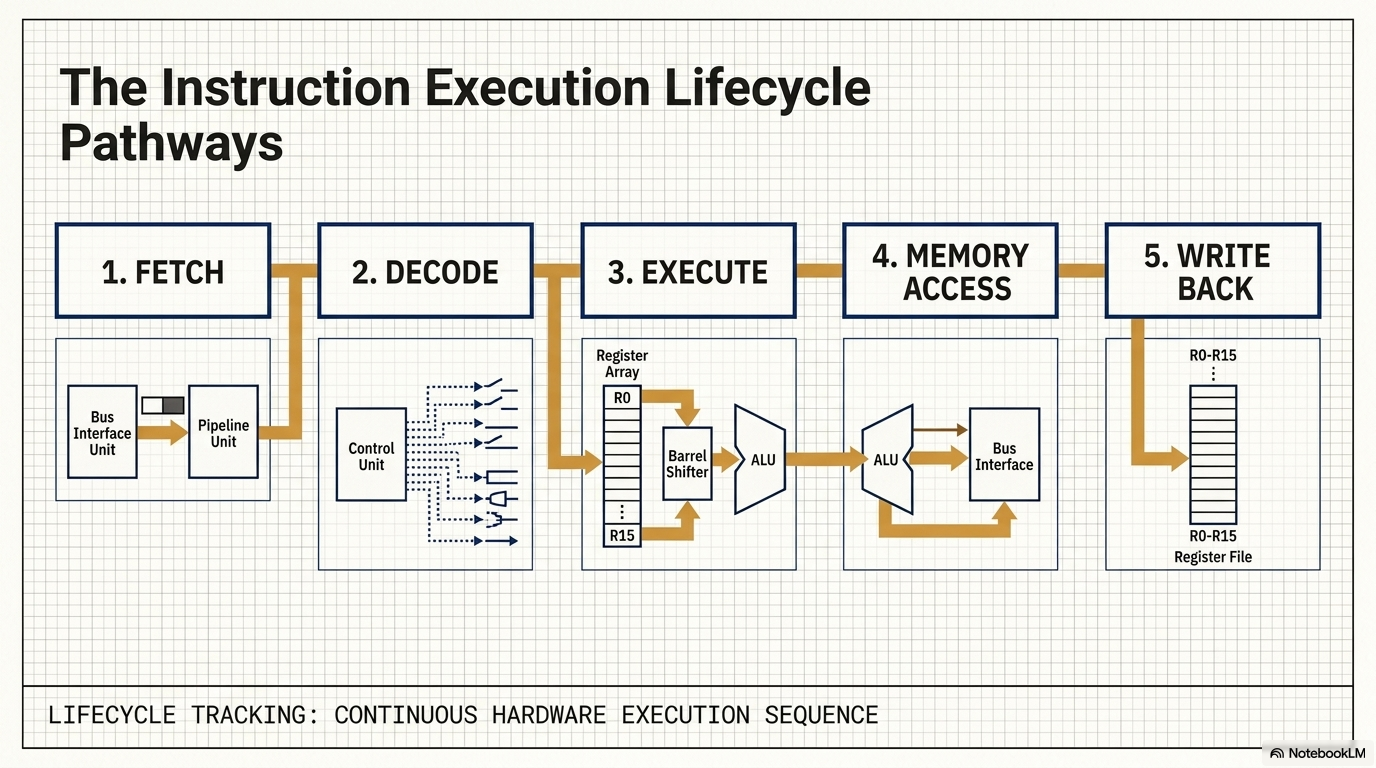 The Instruction Execution Lifecycle
Pathways
1. FETCH
2. DECODE
3. EXECUTE
4. MEMORY
ACCESS
5. WRITE
BACK
Bus
Interface
Unit
Pipeline
Unit
Control
Unit
Register
Array
R0
⋮
R15
Barrel
Shifter
ALU
ALU
Bus
Interface
R0-R15
⋮
R0-R15
Register File
LIFECYCLE TRACKING: CONTINUOUS HARDWARE EXECUTION SEQUENCE
NotebookLM